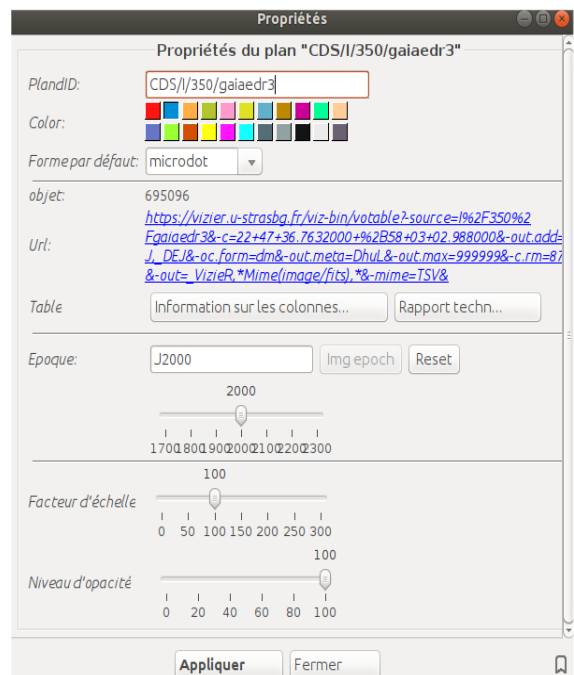 Propriétés
Propriétés du plan "CDS/I/350/gaiaedr3"
PlandID: CDS/I/350/gaiaedr3
Color:
Forme par défaut: microdot
objet: 695096
https://vizier.u-strasbg.fr/viz-bin/votable?-source=I%2F350%2
Url: Fgaiaedr3&-c=22+47+36.7632000+%2B58+03+02.988000&-out.add=
J,_DEJ&-oc.form=dm&-out.meta=DhuL&-out.max=999999&-c.rm=87
&-out=_VizieR,*Mime(image/fits),*&-mime=TSV&
Table Information sur les colonnes... Rapport techn...
Epoque: J2000 Img epoch Reset
2000
1700 1800 1900 2000 2100 2200 2300
100
Facteur d'échelle
0 50 100 150 200 250 300
100
Niveau d'opacité
0 20 40 60 80 100
Appliquer Fermer